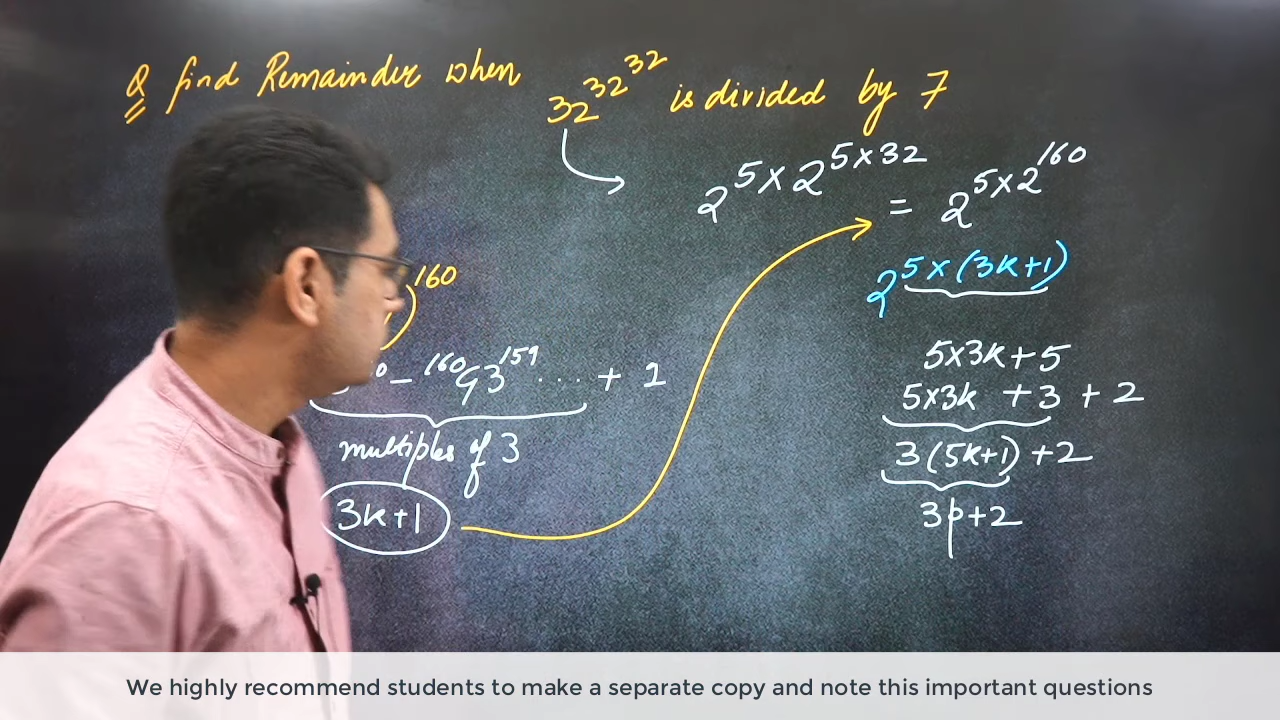 Q find Remainder when 32^32^32 is divided by 7
2^5×2^5×32 = 2^5×2^160
2^5×(3k+1)
160
- ^160C_1 3^159 .... + 1
multiples of 3
3k+1
5×3k+5
5×3k + 3 + 2
3(5k+1) + 2
3p+2
We highly recommend students to make a separate copy and note this important questions